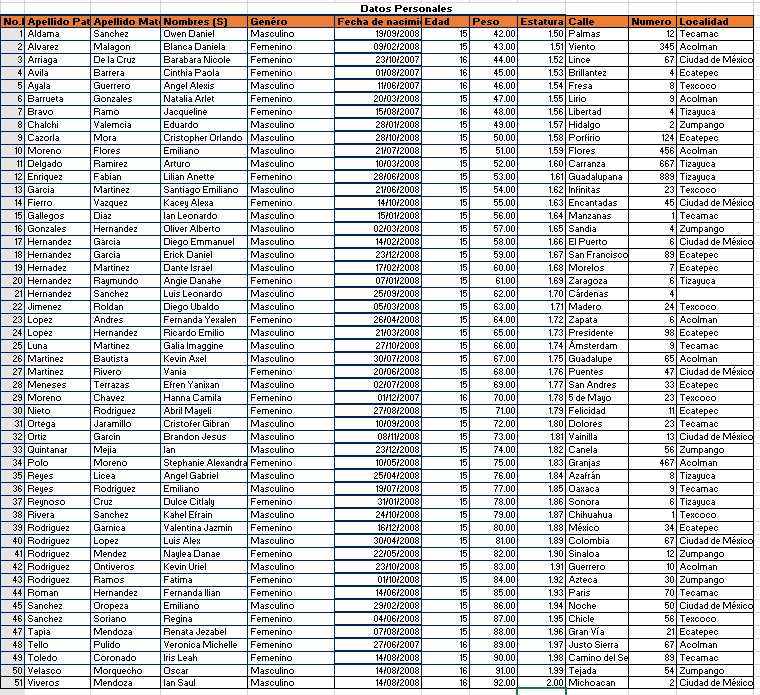 Datos Personales
No.L Apellido Pat Apellido Mat Nombres (S) Genéro Fecha de nacimi Edad Peso Estatura Calle Numero Localidad
1 Aldama Sanchez Owen Daniel Masculino 19/09/2008 15 42.00 1.50 Palmas 12 Tecamac
2 Alvarez Malagon Blanca Daniela Femenino 09/02/2008 15 43.00 1.51 Viento 345 Acolman
3 Arriaga De la Cruz Barabara Nicole Femenino 23/10/2007 16 44.00 1.52 Lince 67 Ciudad de México
4 Avila Barrera Cinthia Paola Femenino 01/08/2007 16 45.00 1.53 Brillantez 4 Ecatepec
5 Ayala Guerrero Angel Alexis Masculino 11/06/2007 16 46.00 1.54 Fresa 8 Texcoco
6 Barrueta Gonzales Natalia Arlet Femenino 20/03/2008 15 47.00 1.55 Lirio 9 Acolman
7 Bravo Ramo Jacqueline Femenino 15/08/2007 16 48.00 1.56 Libertad 4 Tizayuca
8 Chalchi Valemcia Eduardo Masculino 28/01/2008 15 49.00 1.57 Hidalgo 2 Zumpango
9 Cazorla Mora Cristopher Orlando Masculino 28/10/2008 15 50.00 1.58 Porfirio 124 Ecatepec
10 Moreno Flores Emiliano Masculino 21/07/2008 15 51.00 1.59 Flores 456 Acolman
11 Delgado Ramirez Arturo Masculino 10/03/2008 15 52.00 1.60 Carranza 667 Tizayuca
12 Enriquez Fabian Lilian Anette Femenino 28/06/2008 15 53.00 1.61 Guadalupana 889 Tizayuca
13 Garcia Martinez Santiago Emiliano Masculino 21/06/2008 15 54.00 1.62 Infinitas 23 Texcoco
14 Fierro Vazquez Kacey Alexa Femenino 14/10/2008 15 55.00 1.63 Encantadas 45 Ciudad de México
15 Gallegos Diaz Ian Leonardo Masculino 15/01/2008 15 56.00 1.64 Manzanas 1 Tecamac
16 Gonzales Hernandez Oliver Alberto Masculino 02/03/2008 15 57.00 1.65 Sandia 4 Zumpango
17 Hernandez Garcia Diego Emmanuel Masculino 14/02/2008 15 58.00 1.66 El Puerto 6 Ciudad de México
18 Hernandez Garcia Erick Daniel Masculino 23/12/2008 15 59.00 1.67 San Francisco 89 Ecatepec
19 Hernadez Martinez Dante Israel Masculino 17/02/2008 15 60.00 1.68 Morelos 7 Ecatepec
20 Hernandez Raymundo Angie Danahe Femenino 07/01/2008 15 61.00 1.69 Zaragoza 6 Tizayuca
21 Hernandez Sanchez Luis Leonardo Masculino 25/09/2008 15 62.00 1.70 Cárdenas 4
22 Jimenez Roldan Diego Ubaldo Masculino 05/03/2008 15 63.00 1.71 Madero 24 Texcoco
23 Lopez Andres Fernanda Yexalen Femenino 26/04/2008 15 64.00 1.72 Zapata 6 Acolman
24 Lopez Hernandez Ricardo Emilio Masculino 21/03/2008 15 65.00 1.73 Presidente 98 Ecatepec
25 Luna Martinez Galia Imaggine Masculino 27/10/2008 15 66.00 1.74 Ámsterdam 9 Tecamac
26 Martinez Bautista Kevin Axel Masculino 30/07/2008 15 67.00 1.75 Guadalupe 65 Acolman
27 Martinez Rivero Vania Femenino 20/06/2008 15 68.00 1.76 Puentes 47 Ciudad de México
28 Meneses Terrazas Efren Yanixan Masculino 02/07/2008 15 69.00 1.77 San Andres 33 Ecatepec
29 Moreno Chavez Hanna Camila Femenino 01/12/2007 16 70.00 1.78 5 de Mayo 23 Texcoco
30 Nieto Rodriguez Abril Mayeli Femenino 27/08/2008 15 71.00 1.79 Felicidad 11 Ecatepec
31 Ortega Jaramillo Cristofer Gibran Masculino 10/09/2008 15 72.00 1.80 Dolores 23 Tecamac
32 Ortiz Garcin Brandon Jesus Masculino 08/11/2008 15 73.00 1.81 Vainilla 13 Ciudad de México
33 Quintanar Mejia Ian Masculino 23/12/2008 15 74.00 1.82 Canela 56 Zumpango
34 Polo Moreno Stephanie Alexandra Femenino 10/05/2008 15 75.00 1.83 Granjas 467 Acolman
35 Reyes Licea Angel Gabriel Masculino 25/04/2008 15 76.00 1.84 Azafrán 8 Tizayuca
36 Reyes Rodriguez Emiliano Masculino 19/07/2008 15 77.00 1.85 Oaxaca 9 Tecamac
37 Reynoso Cruz Dulce Citlaly Femenino 31/01/2008 15 78.00 1.86 Sonora 6 Tizayuca
38 Rivera Sanchez Kahel Efrain Masculino 24/10/2008 15 79.00 1.87 Chihuahua 1 Texcoco
39 Rodriguez Garnica Valentina Jazmin Femenino 16/12/2008 15 80.00 1.88 México 34 Ecatepec
40 Rodriguez Lopez Luis Alex Masculino 30/04/2008 15 81.00 1.89 Colombia 67 Ciudad de México
41 Rodriguez Mendez Naylea Danae Femenino 22/05/2008 15 82.00 1.90 Sinaloa 12 Zumpango
42 Rodriguez Ontiveros Kevin Uriel Masculino 23/10/2008 15 83.00 1.91 Guerrero 10 Acolman
43 Rodriguez Ramos Fatima Femenino 01/10/2008 15 84.00 1.92 Azteca 30 Zumpango
44 Roman Hernandez Fernanda Ilian Femenino 14/06/2008 15 85.00 1.93 Paris 70 Tecamac
45 Sanchez Oropeza Emiliano Masculino 29/02/2008 15 86.00 1.94 Noche 50 Ciudad de México
46 Sanchez Soriano Regina Femenino 04/06/2008 15 87.00 1.95 Chicle 56 Texcoco
47 Tapia Mendoza Renata Jezabel Femenino 07/08/2008 15 88.00 1.96 Gran Vía 21 Ecatepec
48 Tello Pulido Veronica Michelle Femenino 27/06/2007 16 89.00 1.97 Justo Sierra 67 Acolman
49 Toledo Coronado Iris Leah Femenino 14/08/2008 15 90.00 1.98 Camino del Se 89 Tecamac
50 Velasco Morquecho Oscar Masculino 14/08/2008 16 91.00 1.99 Tejada 54 Zumpango
51 Viveros Mendoza Ian Saul Masculino 14/08/2008 16 92.00 2.00 Michoacan 2 Ciudad de México